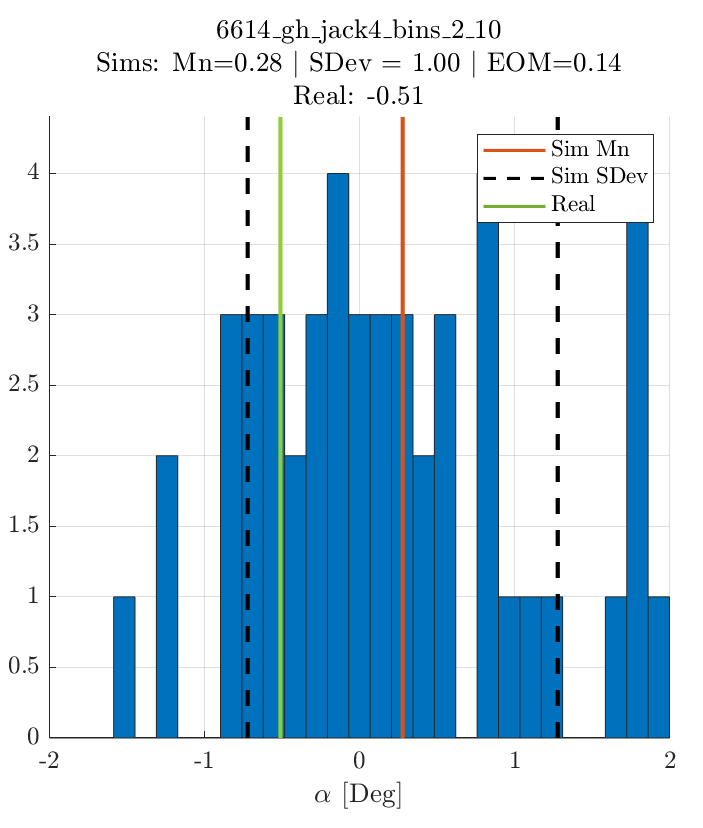 6614_gh_jack4_bins_2_10
Sims: Mn=0.28 | SDev = 1.00 | EOM=0.14
Real: -0.51
Sim Mn
Sim SDev
Real
4
3.5
3
2.5
2
1.5
1
0.5
0
-2 -1 0 1 2
α [Deg]